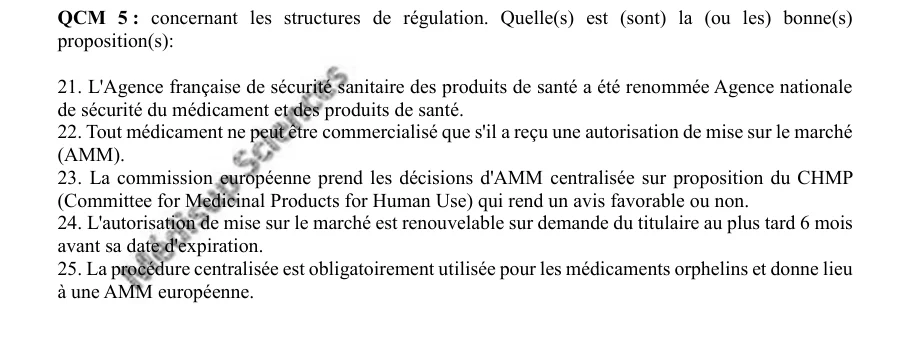 QCM 5 : concernant les structures de régulation. Quelle(s) est (sont) la (ou les) bonne(s)
proposition(s):
21. L'Agence française de sécurité sanitaire des produits de santé a été renommée Agence nationale
de sécurité du médicament et des produits de santé.
22. Tout médicament ne peut être commercialisé que s'il a reçu une autorisation de mise sur le marché
(AMM).
23. La commission européenne prend les décisions d'AMM centralisée sur proposition du CHMP
(Committee for Medicinal Products for Human Use) qui rend un avis favorable ou non.
24. L'autorisation de mise sur le marché est renouvelable sur demande du titulaire au plus tard 6 mois
avant sa date d'expiration.
25. La procédure centralisée est obligatoirement utilisée pour les médicaments orphelins et donne lieu
à une AMM européenne.
Médisup Sciences